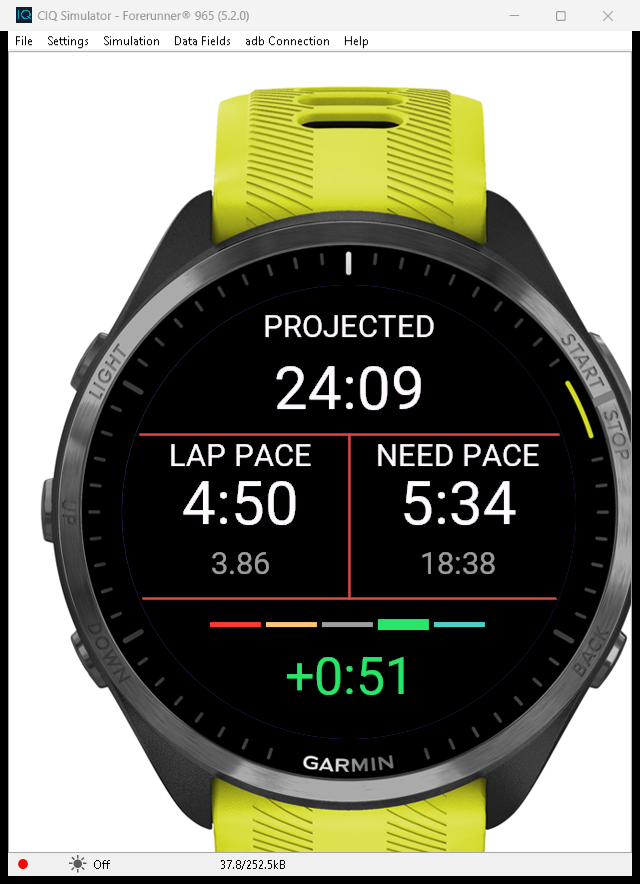 CIQ Simulator - Forerunner® 965 (5.2.0)
File Settings Simulation Data Fields adb Connection Help
PROJECTED
24:09
LIGHT
START
STOP
LAP PACE NEED PACE
4:50 5:34
UP
3.86 18:38
DOWN
BACK
+0:51
GARMIN
Off 37.8/252.5kB